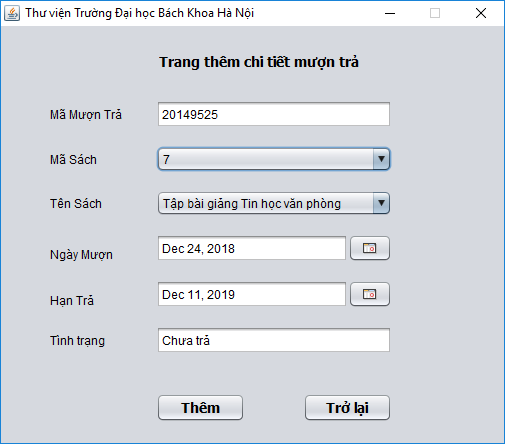 Thư viện Trường Đại học Bách Khoa Hà Nội
Trang thêm chi tiết mượn trả
Mã Mượn Trả 20149525
Mã Sách 7
Tên Sách Tập bài giảng Tin học văn phòng
Ngày Mượn Dec 24, 2018
Hạn Trả Dec 11, 2019
Tình trạng Chưa trả
Thêm Trở lại